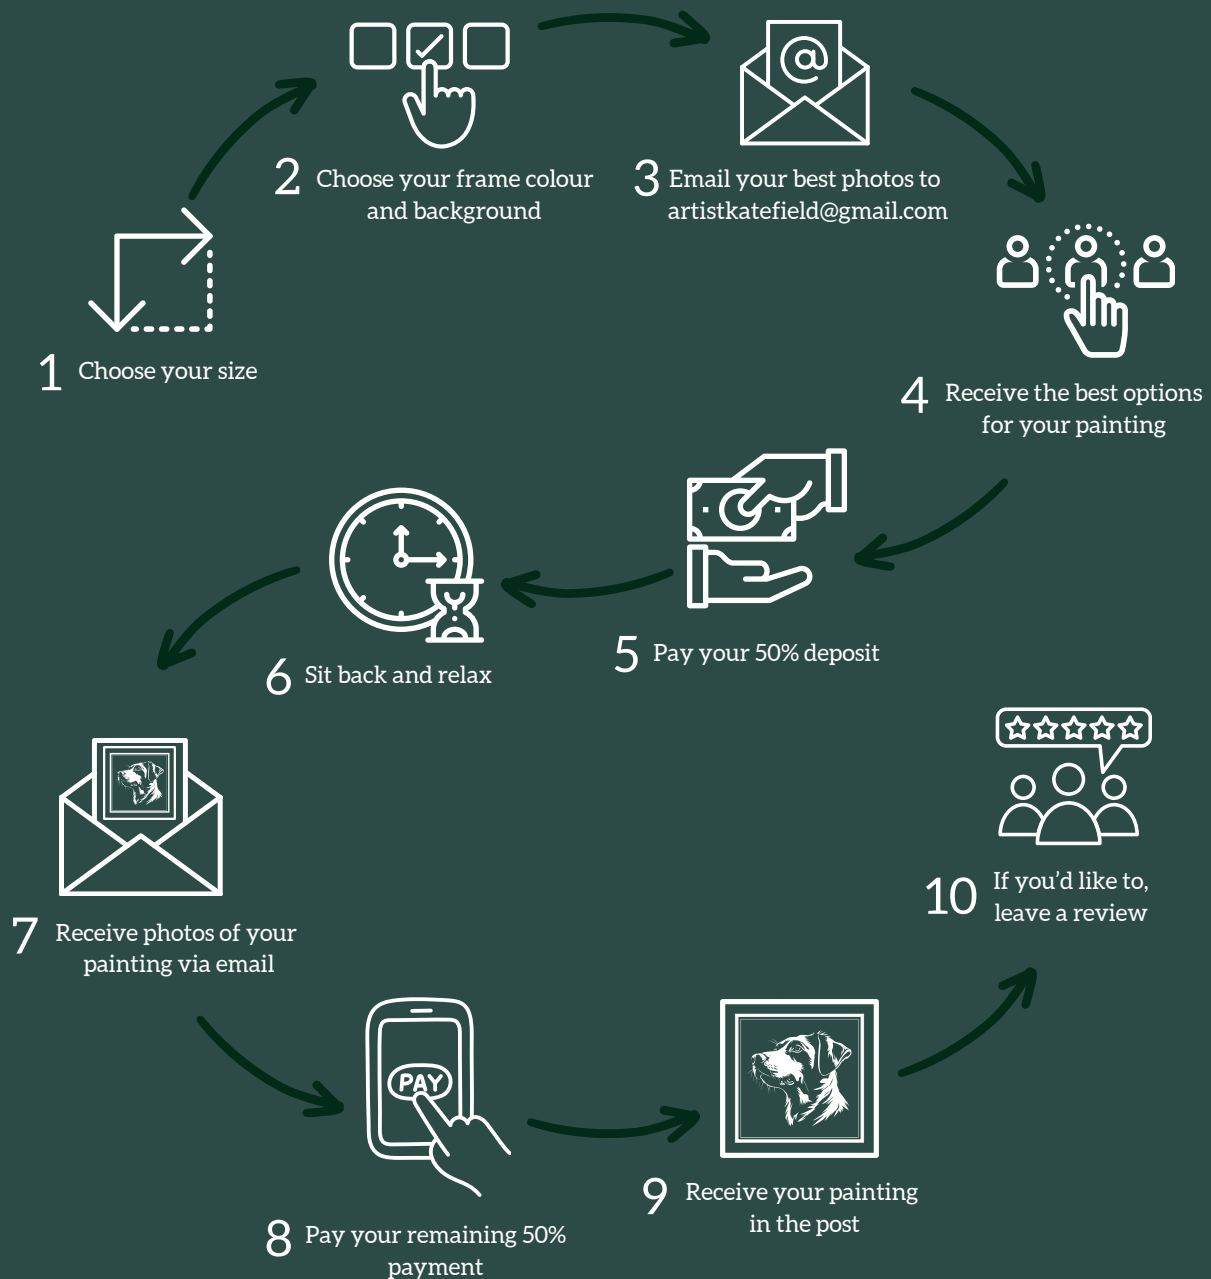 1 Choose your size
2 Choose your frame colour
and background
3 Email your best photos to
artistkatefield@gmail.com
4 Receive the best options
for your painting
5 Pay your 50% deposit
6 Sit back and relax
7 Receive photos of your
painting via email
8 Pay your remaining 50%
payment
PAY
9 Receive your painting
in the post
10 If you’d like to,
leave a review